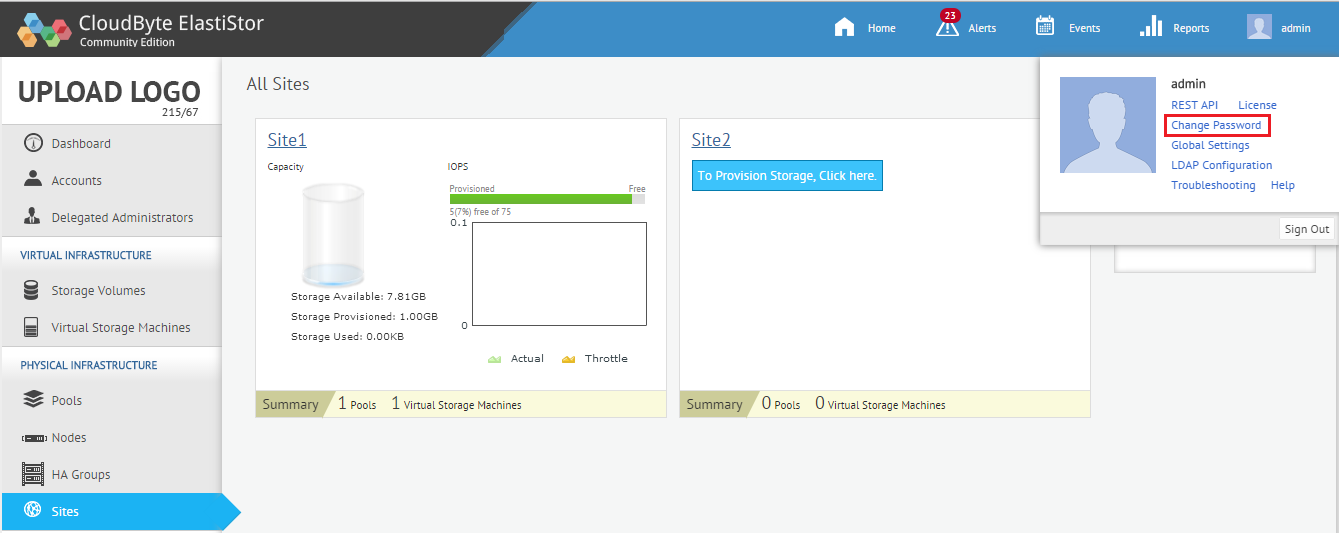 CloudByte ElastiStor
Community Edition
Home
23
Alerts
Events
Reports
admin
UPLOAD LOGO
215/67
Dashboard
Accounts
Delegated Administrators
VIRTUAL INFRASTRUCTURE
Storage Volumes
Virtual Storage Machines
PHYSICAL INFRASTRUCTURE
Pools
Nodes
HA Groups
Sites
All Sites
Site1
Capacity
IOPS
Provisioned Free
5(7%) free of 75
0.1
0
Storage Available: 7.81GB
Storage Provisioned: 1.00GB
Storage Used: 0.00KB
Actual Throttle
Summary 1 Pools 1 Virtual Storage Machines
Site2
To Provision Storage, Click here.
Summary 0 Pools 0 Virtual Storage Machines
admin
REST API License
Change Password
Global Settings
LDAP Configuration
Troubleshooting Help
Sign Out